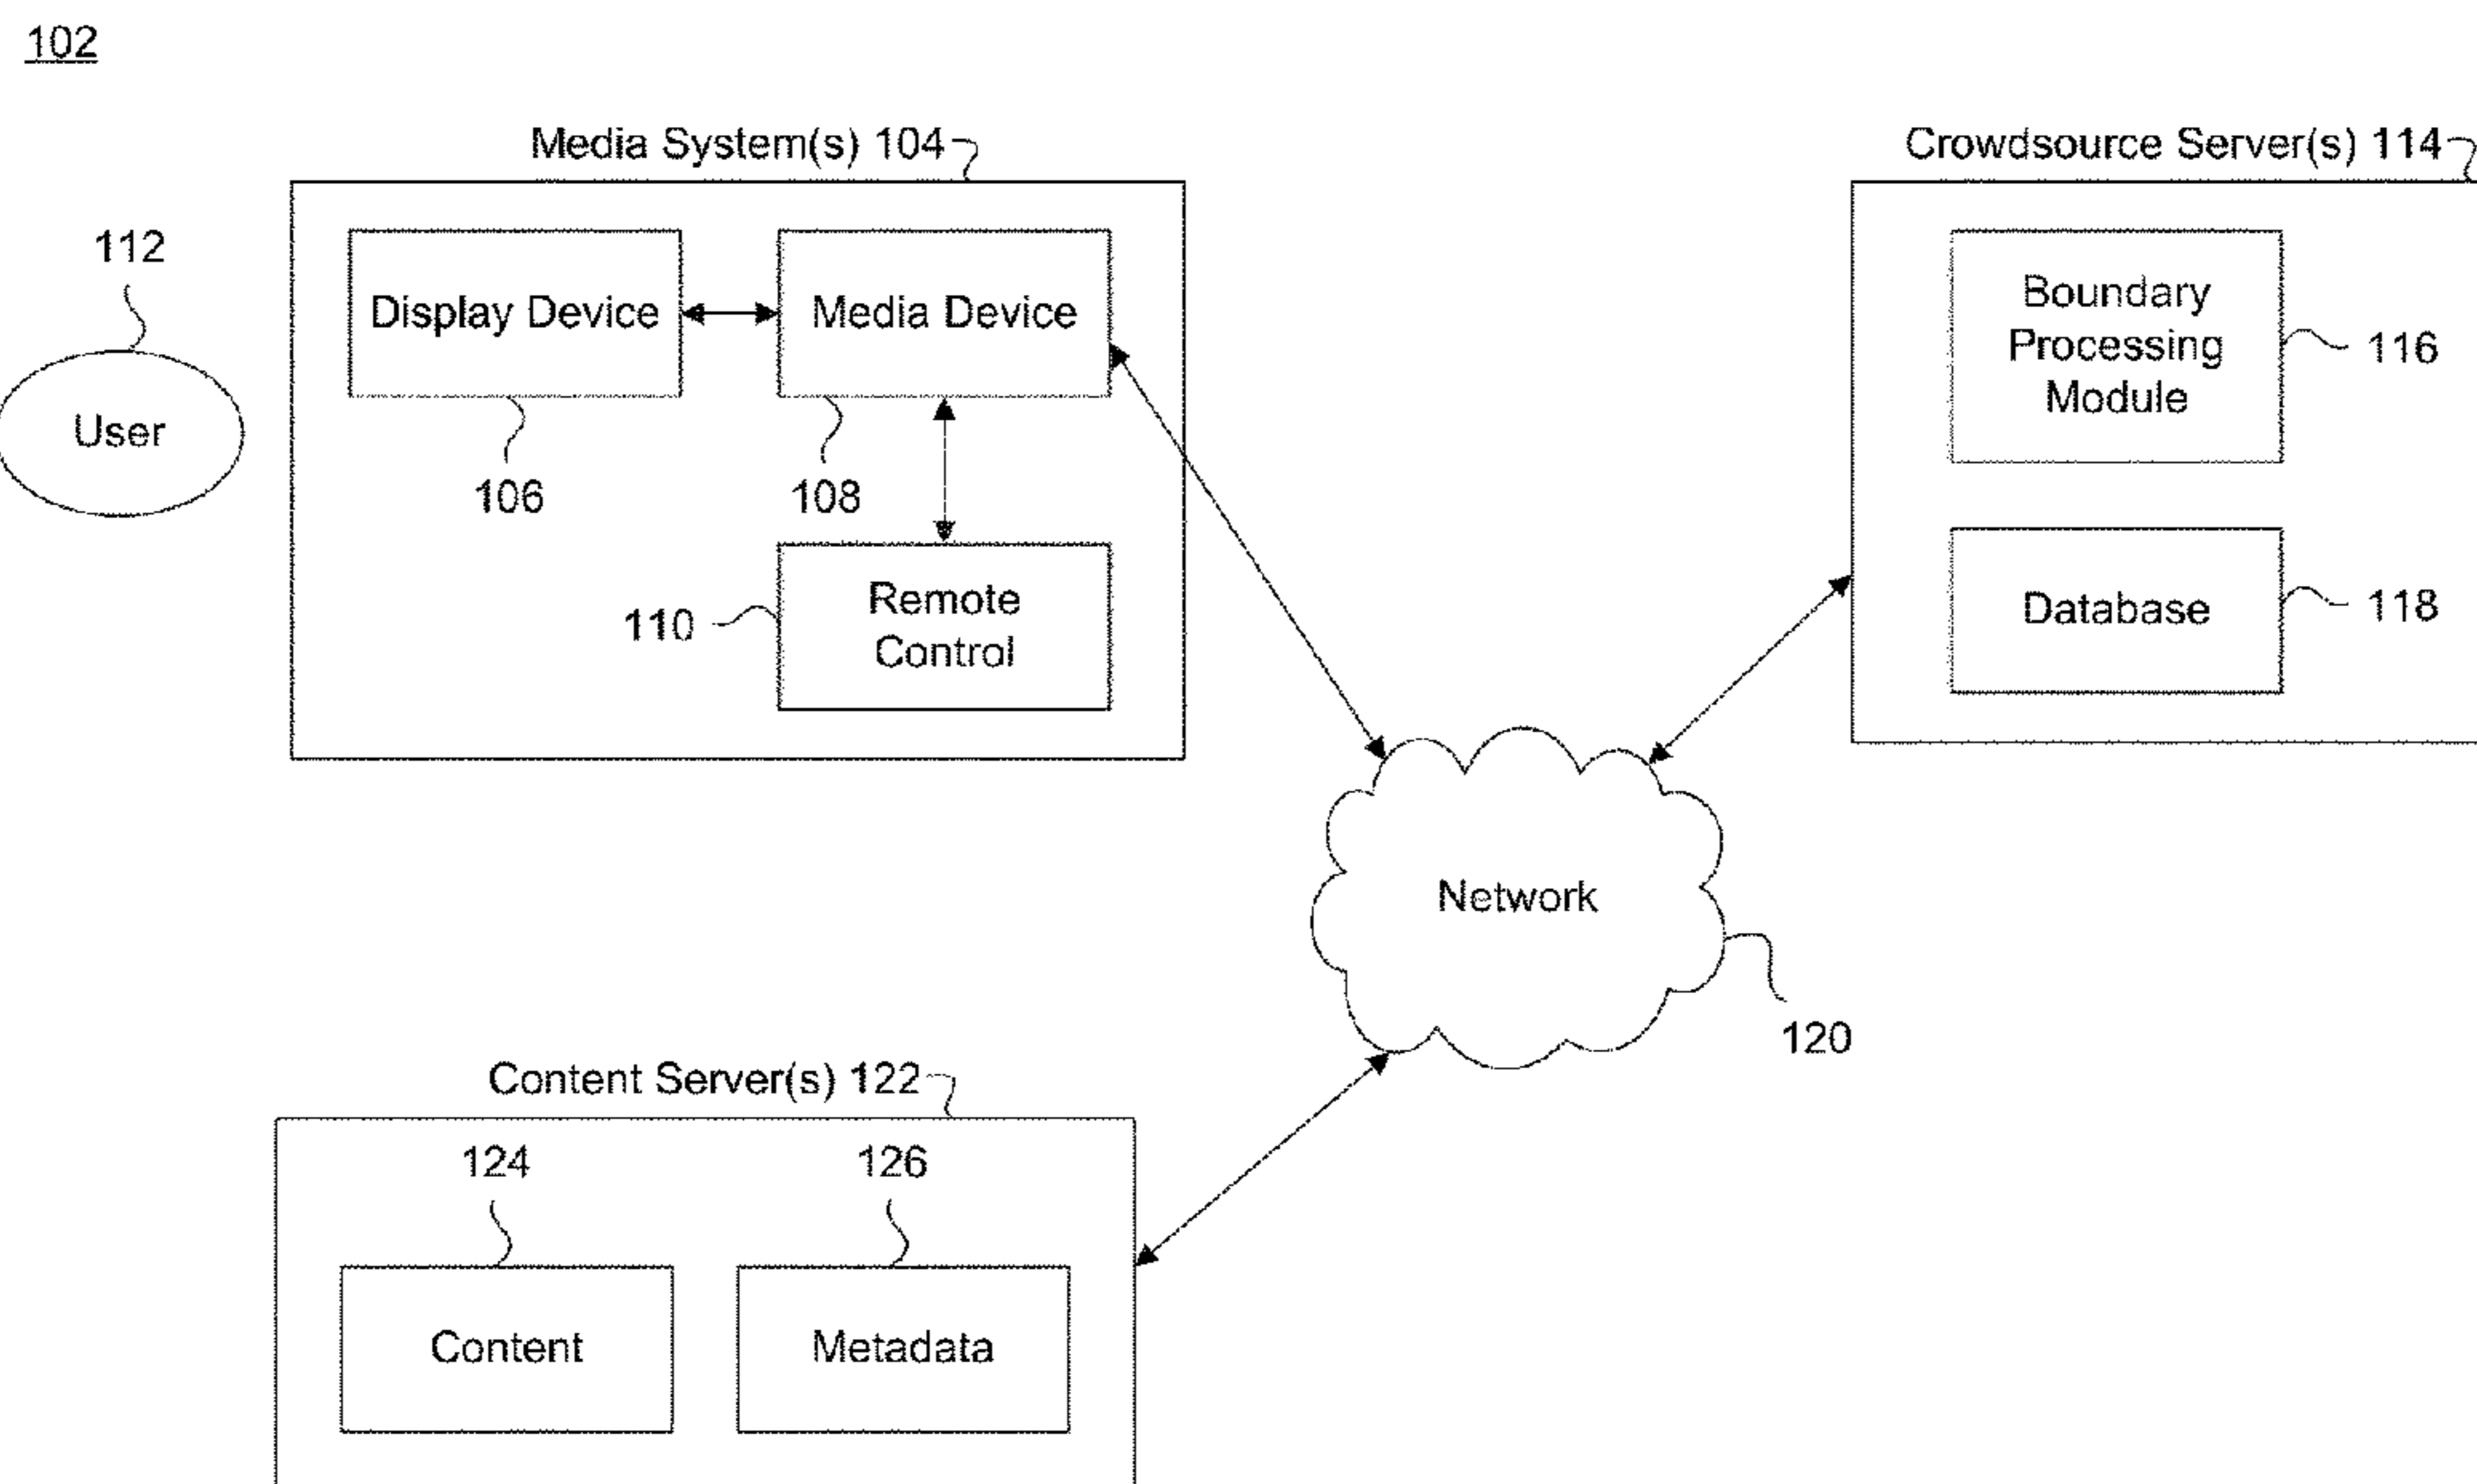 102
Media System(s) 104
Crowdsource Server(s) 114
112
User
Display Device
Media Device
106
108
110
Remote
Control
Boundary
Processing
Module
116
Database
118
Network
120
Content Server(s) 122
124
126
Content
Metadata